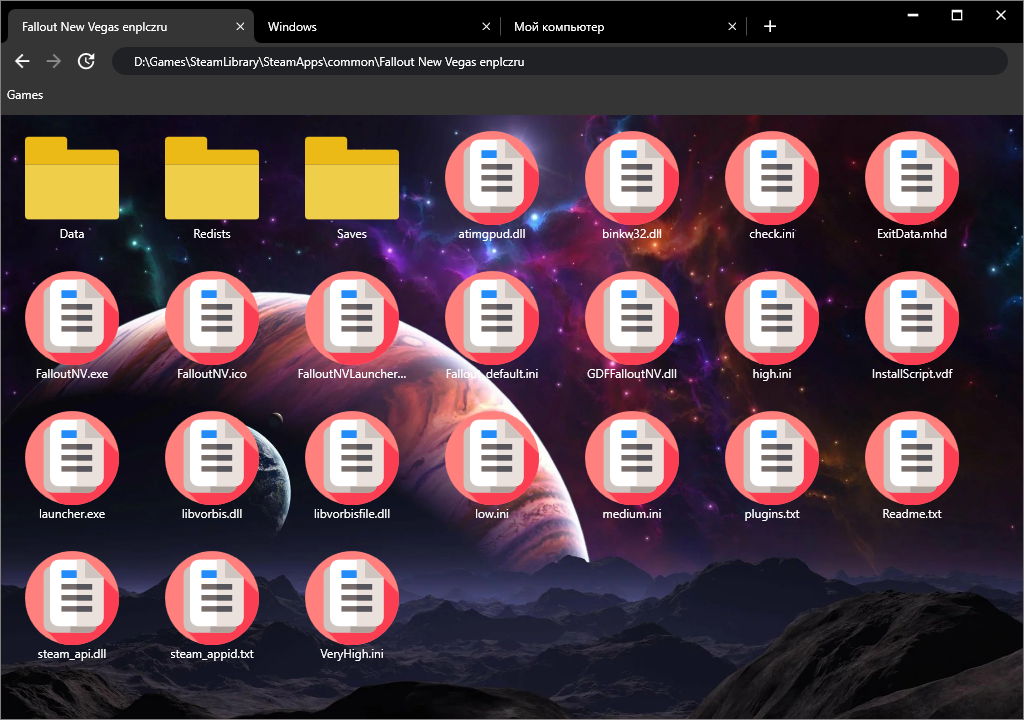 Fallout New Vegas enplczru
Windows
Мой компьютер
D:\Games\SteamLibrary\SteamApps\common\Fallout New Vegas enplczru
Games
Data
Redists
Saves
atimgpud.dll
binkw32.dll
check.ini
ExitData.mhd
FalloutNV.exe
FalloutNV.ico
FalloutNVLauncher...
Fallout_default.ini
GDFFalloutNV.dll
high.ini
InstallScript.vdf
launcher.exe
libvorbis.dll
libvorbisfile.dll
low.ini
medium.ini
plugins.txt
Readme.txt
steam_api.dll
steam_appid.txt
VeryHigh.ini